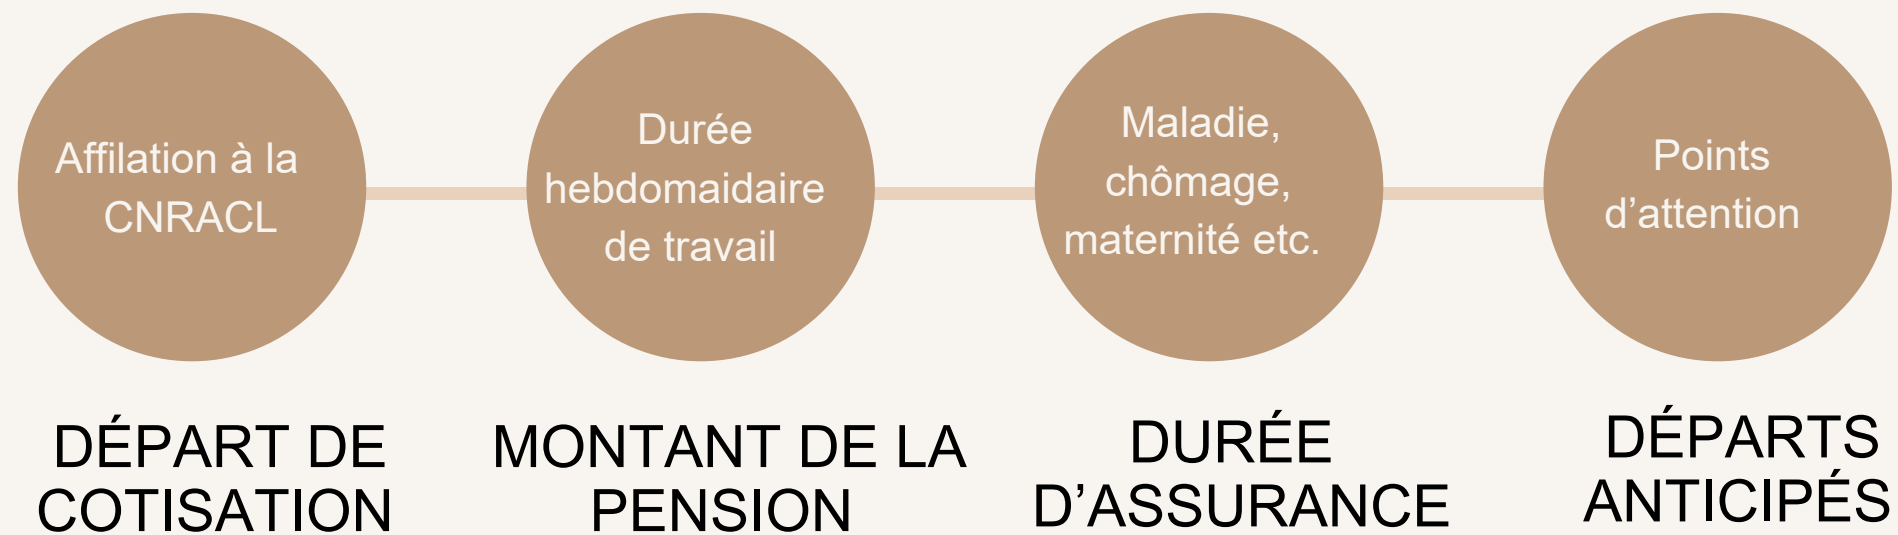 Affilation à la
CNRACL
Durée
hebdomaidaire
de travail
Maladie,
chômage,
maternité etc.
Points
d’attention
DÉPART DE
COTISATION
MONTANT DE LA
PENSION
DURÉE
D’ASSURANCE
DÉPARTS
ANTICIPÉS